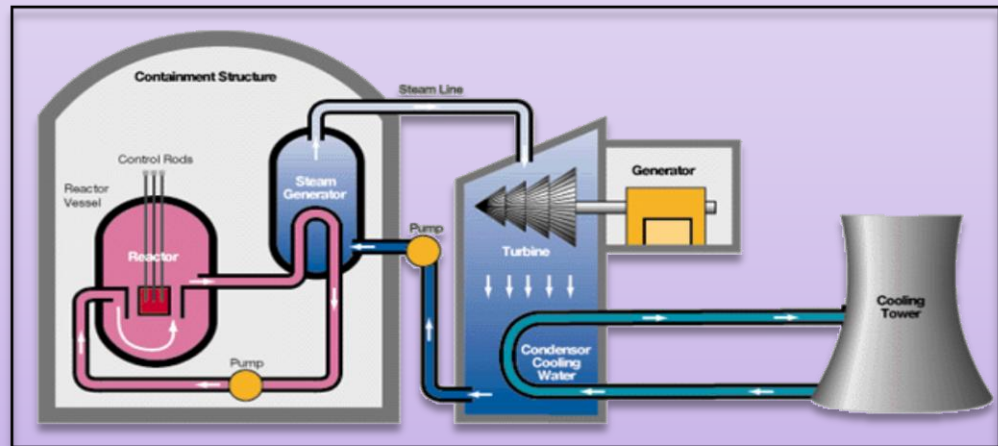 Containment Structure
Steam Line
Control Rods
Reactor
Vessel
Steam
Generator
Reactor
Pump
Pump
Turbine
Generator
Condensor
Cooling
Water
Cooling
Tower